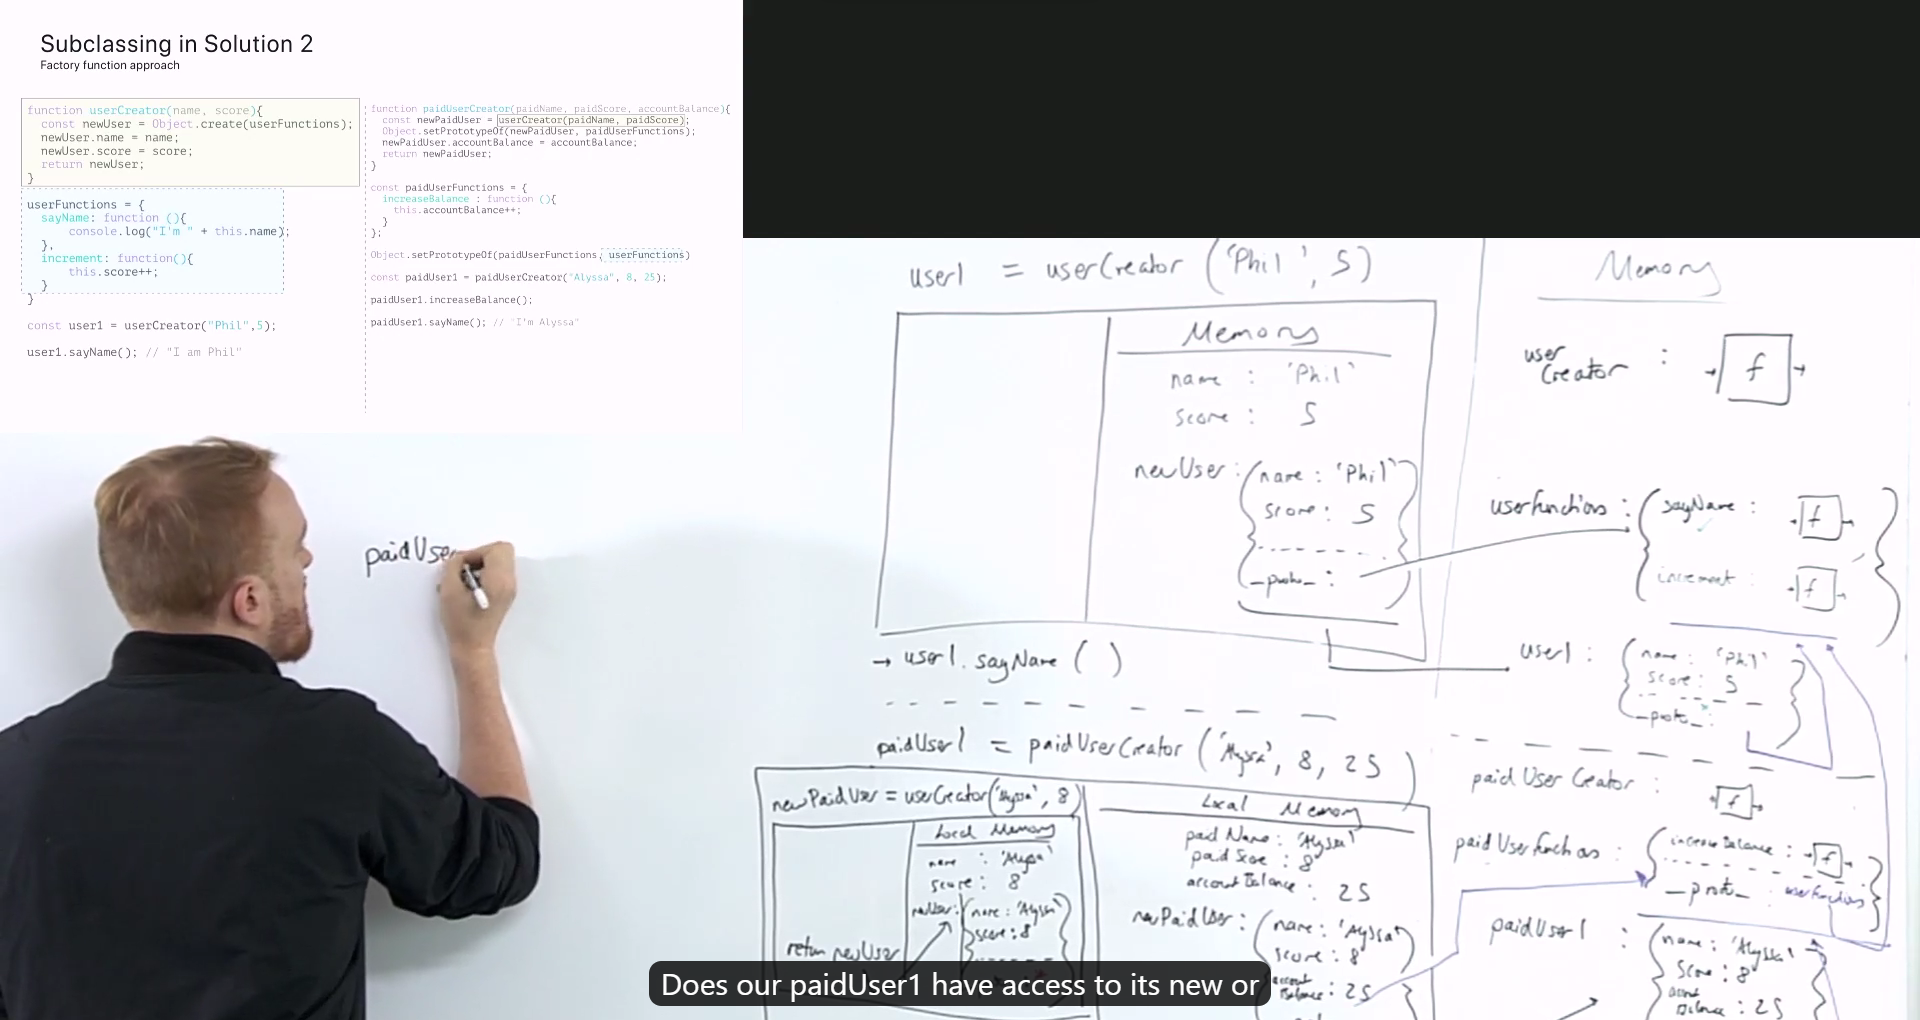 Subclassing in Solution 2
Factory function approach
function userCreator(name, score){
const newUser = Object.create(userFunctions);
newUser.name = name;
newUser.score = score;
return newUser;
}
userFunctions = {
sayName: function (){
console.log("I'm " + this.name);
},
increment: function(){
this.score++;
}
}
const user1 = userCreator("Phil",5);
user1.sayName(); // "I am Phil"
function paidUserCreator(paidName, paidScore, accountBalance){
const newPaidUser = userCreator(paidName, paidScore);
Object.setPrototypeOf(newPaidUser, paidUserFunctions);
newPaidUser.accountBalance = accountBalance;
return newPaidUser;
}
const paidUserFunctions = {
increaseBalance : function (){
this.accountBalance++;
}
};
Object.setPrototypeOf(paidUserFunctions, userFunctions)
const paidUser1 = paidUserCreator("Alyssa", 8, 25);
paidUser1.increaseBalance();
paidUser1.sayName(); // "I'm Alyssa"
paidUse
user1 = userCreator ('Phil', 5)
Memory
name : 'Phil'
score : 5
newUser : { name : 'Phil'
score : 5
_proto_ : }
→ user1.sayName ( )
Memory
user Creator : f
userfunctions : { sayName : f
increment : f }
user1 : { name : 'Phil'
score : 5
_proto_ : }
paidUser1 = paidUserCreator ('Alyssa', 8, 25)
newPaidUser = userCreator('Alyssa', 8)
Local Memory
name : 'Alyssa'
score : 8
newUser: { name : 'Alyssa'
score : 8
return newUser
Local Memory
paid Name : 'Alyssa'
paid Score : 8
account Balance : 25
newPaidUser : { name : 'Alyssa'
score : 8
account Balance : 25
paid User Creator : f
paidUserfunctions : { increaseBalance : f
_proto_ : userfunctions }
paidUser1 : { name : 'Alyssa'
Score : 8
Balance : 25
Does our paidUser1 have access to its new or